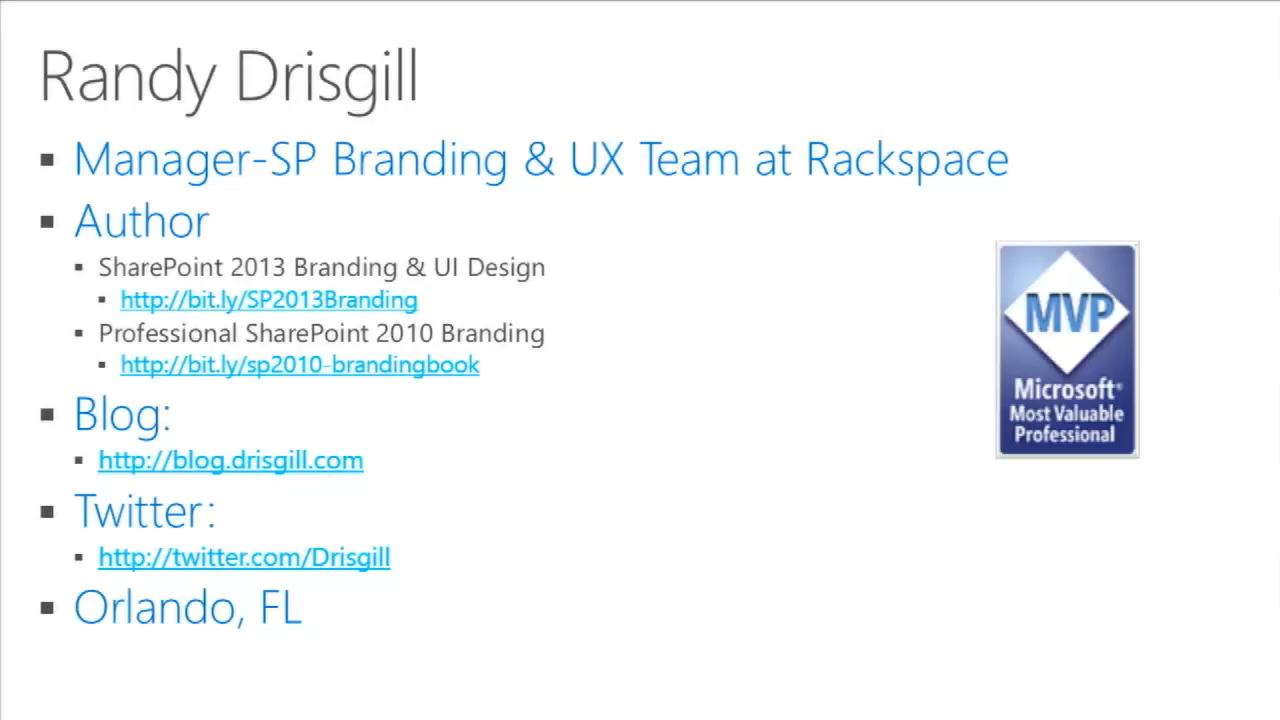 Randy Drisgill
Manager-SP Branding & UX Team at Rackspace
Author
SharePoint 2013 Branding & UI Design
http://bit.ly/SP2013Branding
Professional SharePoint 2010 Branding
http://bit.ly/sp2010-brandingbook
Blog:
http://blog.drisgill.com
Twitter:
http://twitter.com/Drisgill
Orlando, FL
MVP
Microsoft®
Most Valuable
Professional